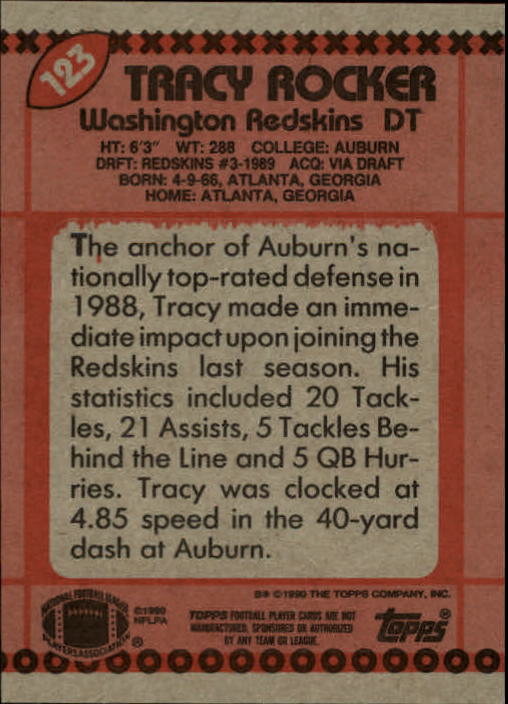 123
TRACY ROCKER
Washington Redskins DT
HT: 6'3" WT: 288 COLLEGE: AUBURN
DRFT: REDSKINS #3-1989 ACQ: VIA DRAFT
BORN: 4-9-66, ATLANTA, GEORGIA
HOME: ATLANTA, GEORGIA
The anchor of Auburn's na-
tionally top-rated defense in
1988, Tracy made an imme-
diate impact upon joining the
Redskins last season. His
statistics included 20 Tack-
les, 21 Assists, 5 Tackles Be-
hind the Line and 5 QB Hur-
ries. Tracy was clocked at
4.85 speed in the 40-yard
dash at Auburn.
B* © 1990 THE TOPPS COMPANY, INC.
NATIONAL FOOTBALL LEAGUE
PLAYERS ASSOCIATION ®
© 1990
NFLPA
TOPPS FOOTBALL PLAYER CARDS ARE NOT
MANUFACTURED, SPONSORED OR AUTHORIZED
BY ANY TEAM OR LEAGUE.
topps®